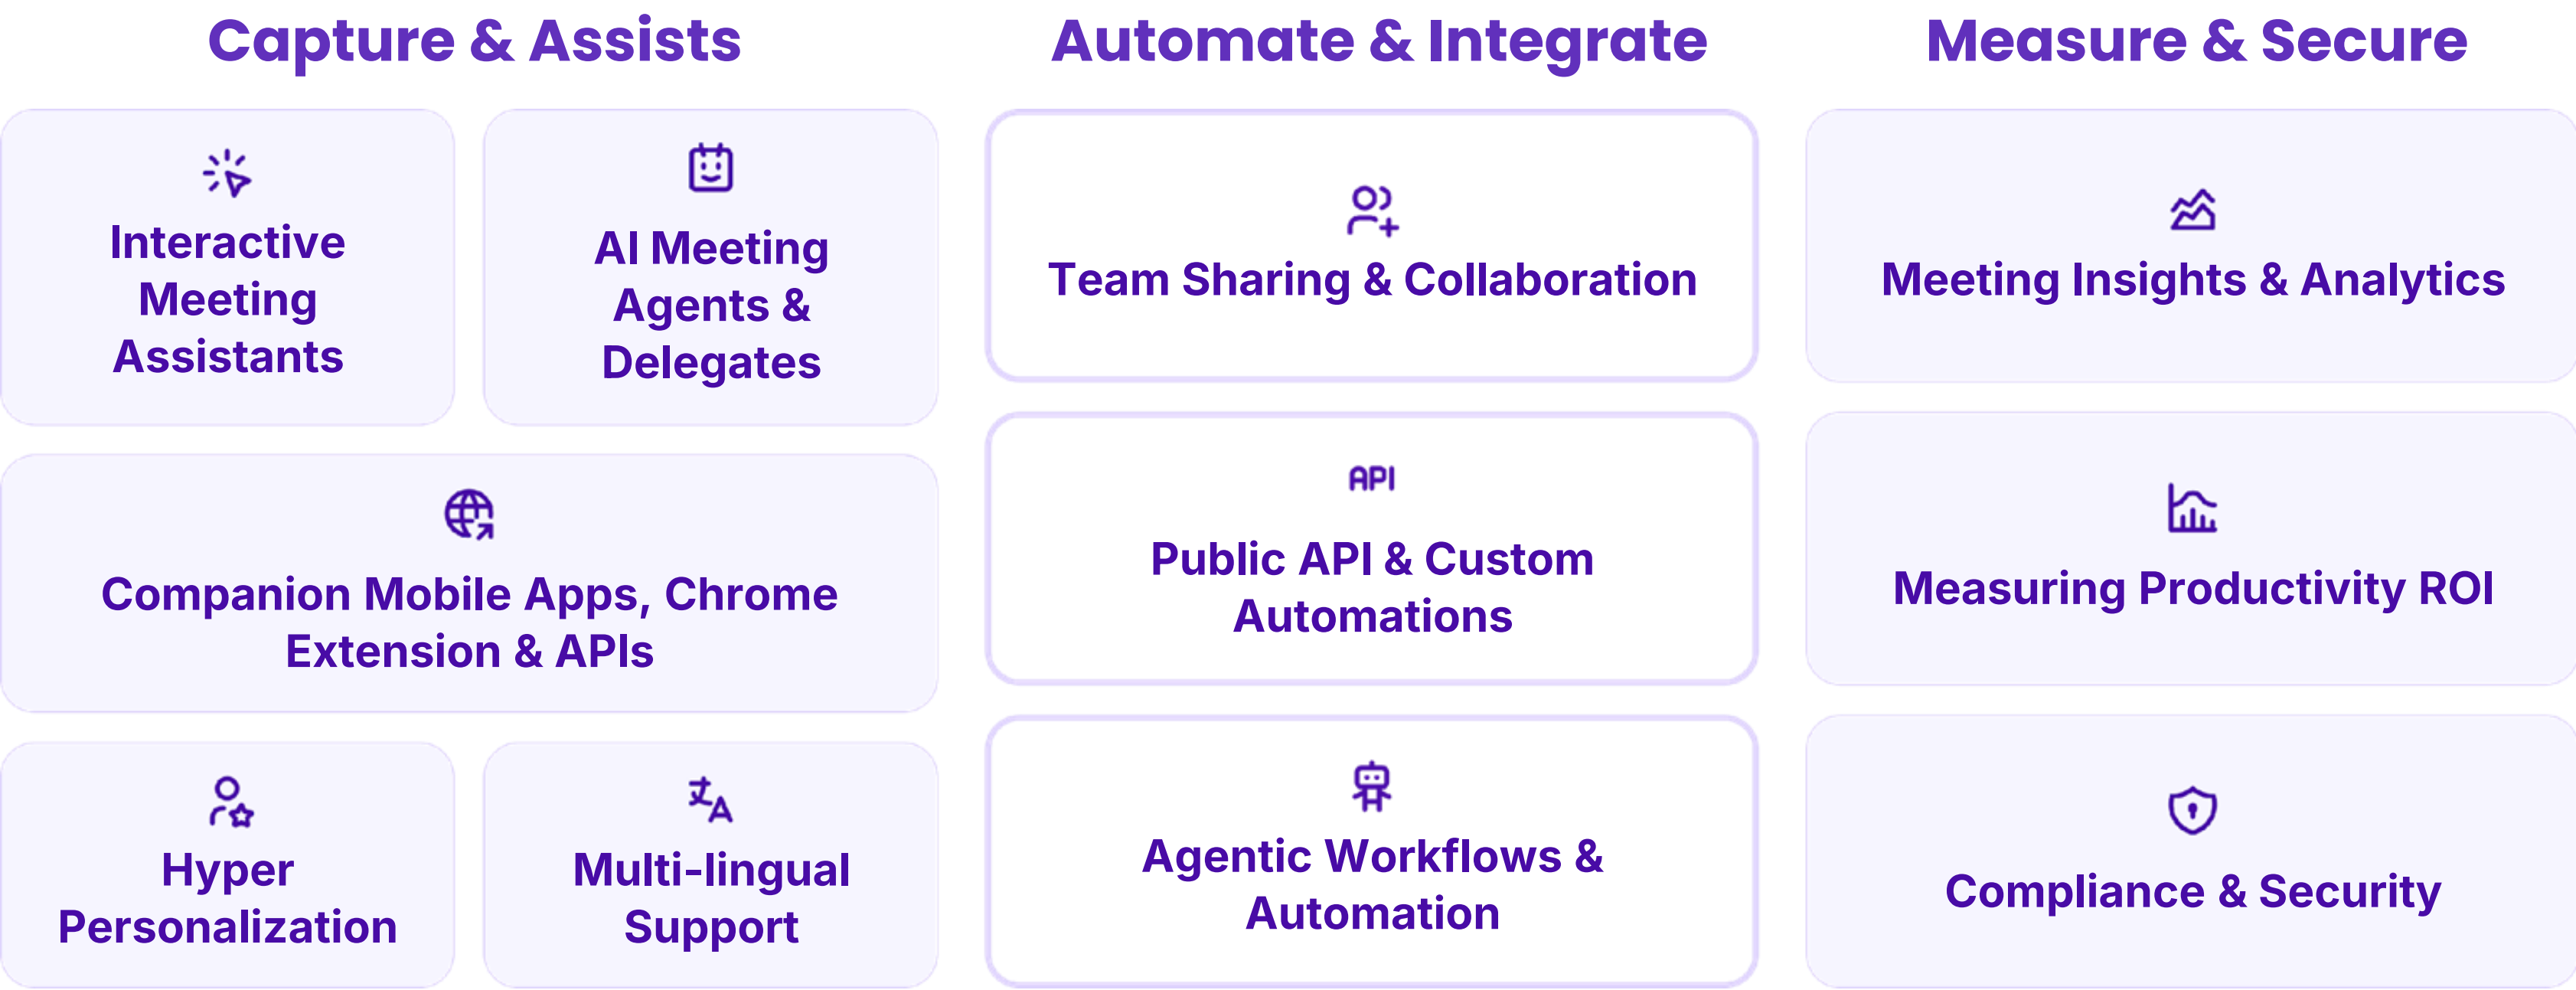 Capture & Assists
Interactive
Meeting
Assistants
AI Meeting
Agents &
Delegates
Companion Mobile Apps, Chrome
Extension & APIs
Hyper
Personalization
Multi-lingual
Support
Automate & Integrate
Team Sharing & Collaboration
API
Public API & Custom
Automations
Agentic Workflows &
Automation
Measure & Secure
Meeting Insights & Analytics
Measuring Productivity ROI
Compliance & Security